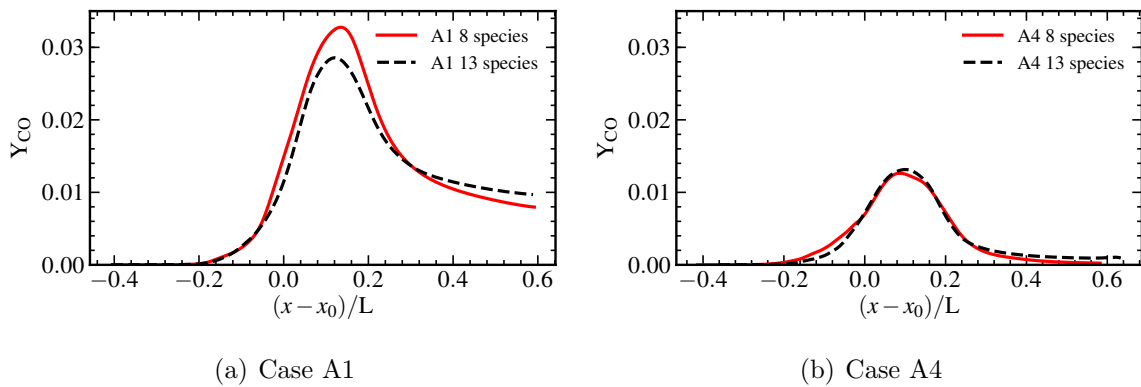 0.03
0.02
0.01
0.00
Y_CO
−0.4 −0.2 0.0 0.2 0.4 0.6
(x − x₀)/L
A1 8 species
A1 13 species
(a) Case A1
0.03
0.02
0.01
0.00
Y_CO
−0.4 −0.2 0.0 0.2 0.4 0.6
(x − x₀)/L
A4 8 species
A4 13 species
(b) Case A4